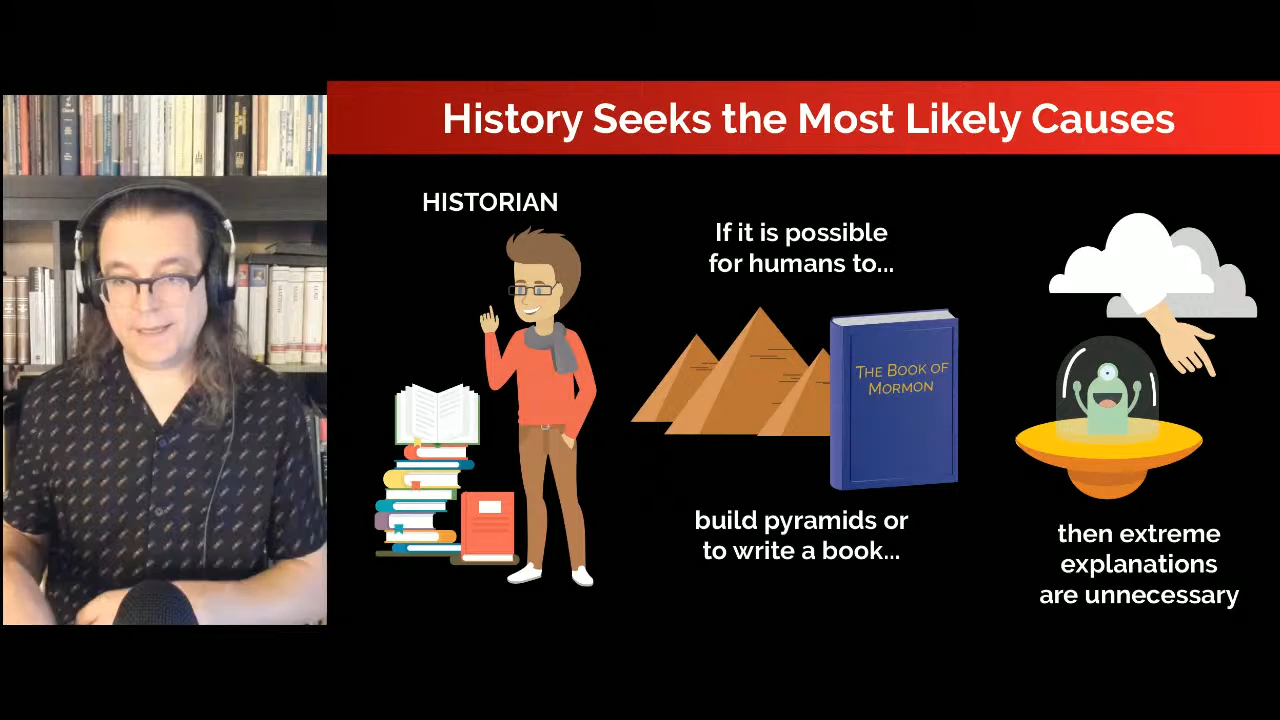 History Seeks the Most Likely Causes
HISTORIAN
If it is possible
for humans to...
THE BOOK OF
MORMON
build pyramids or
to write a book...
then extreme
explanations
are unnecessary